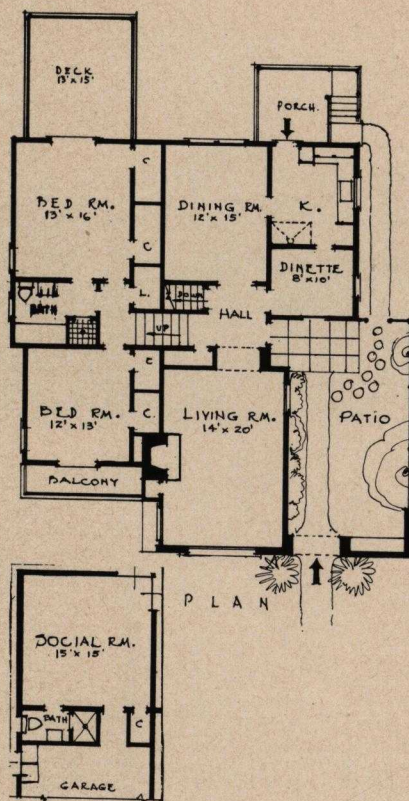 DECK
13' x 15'
PORCH.
BED RM.
13' x 16'
C
C
DINING RM.
12' x 15'
K.
DINETTE
8' x 10'
L.
DOWN
BATH
HALL
UP
BED RM.
12' x 13'
C
C.
LIVING RM.
14' x 20'
PATIO
BALCONY
PLAN
SOCIAL RM.
15' x 15'
BATH
C
GARAGE